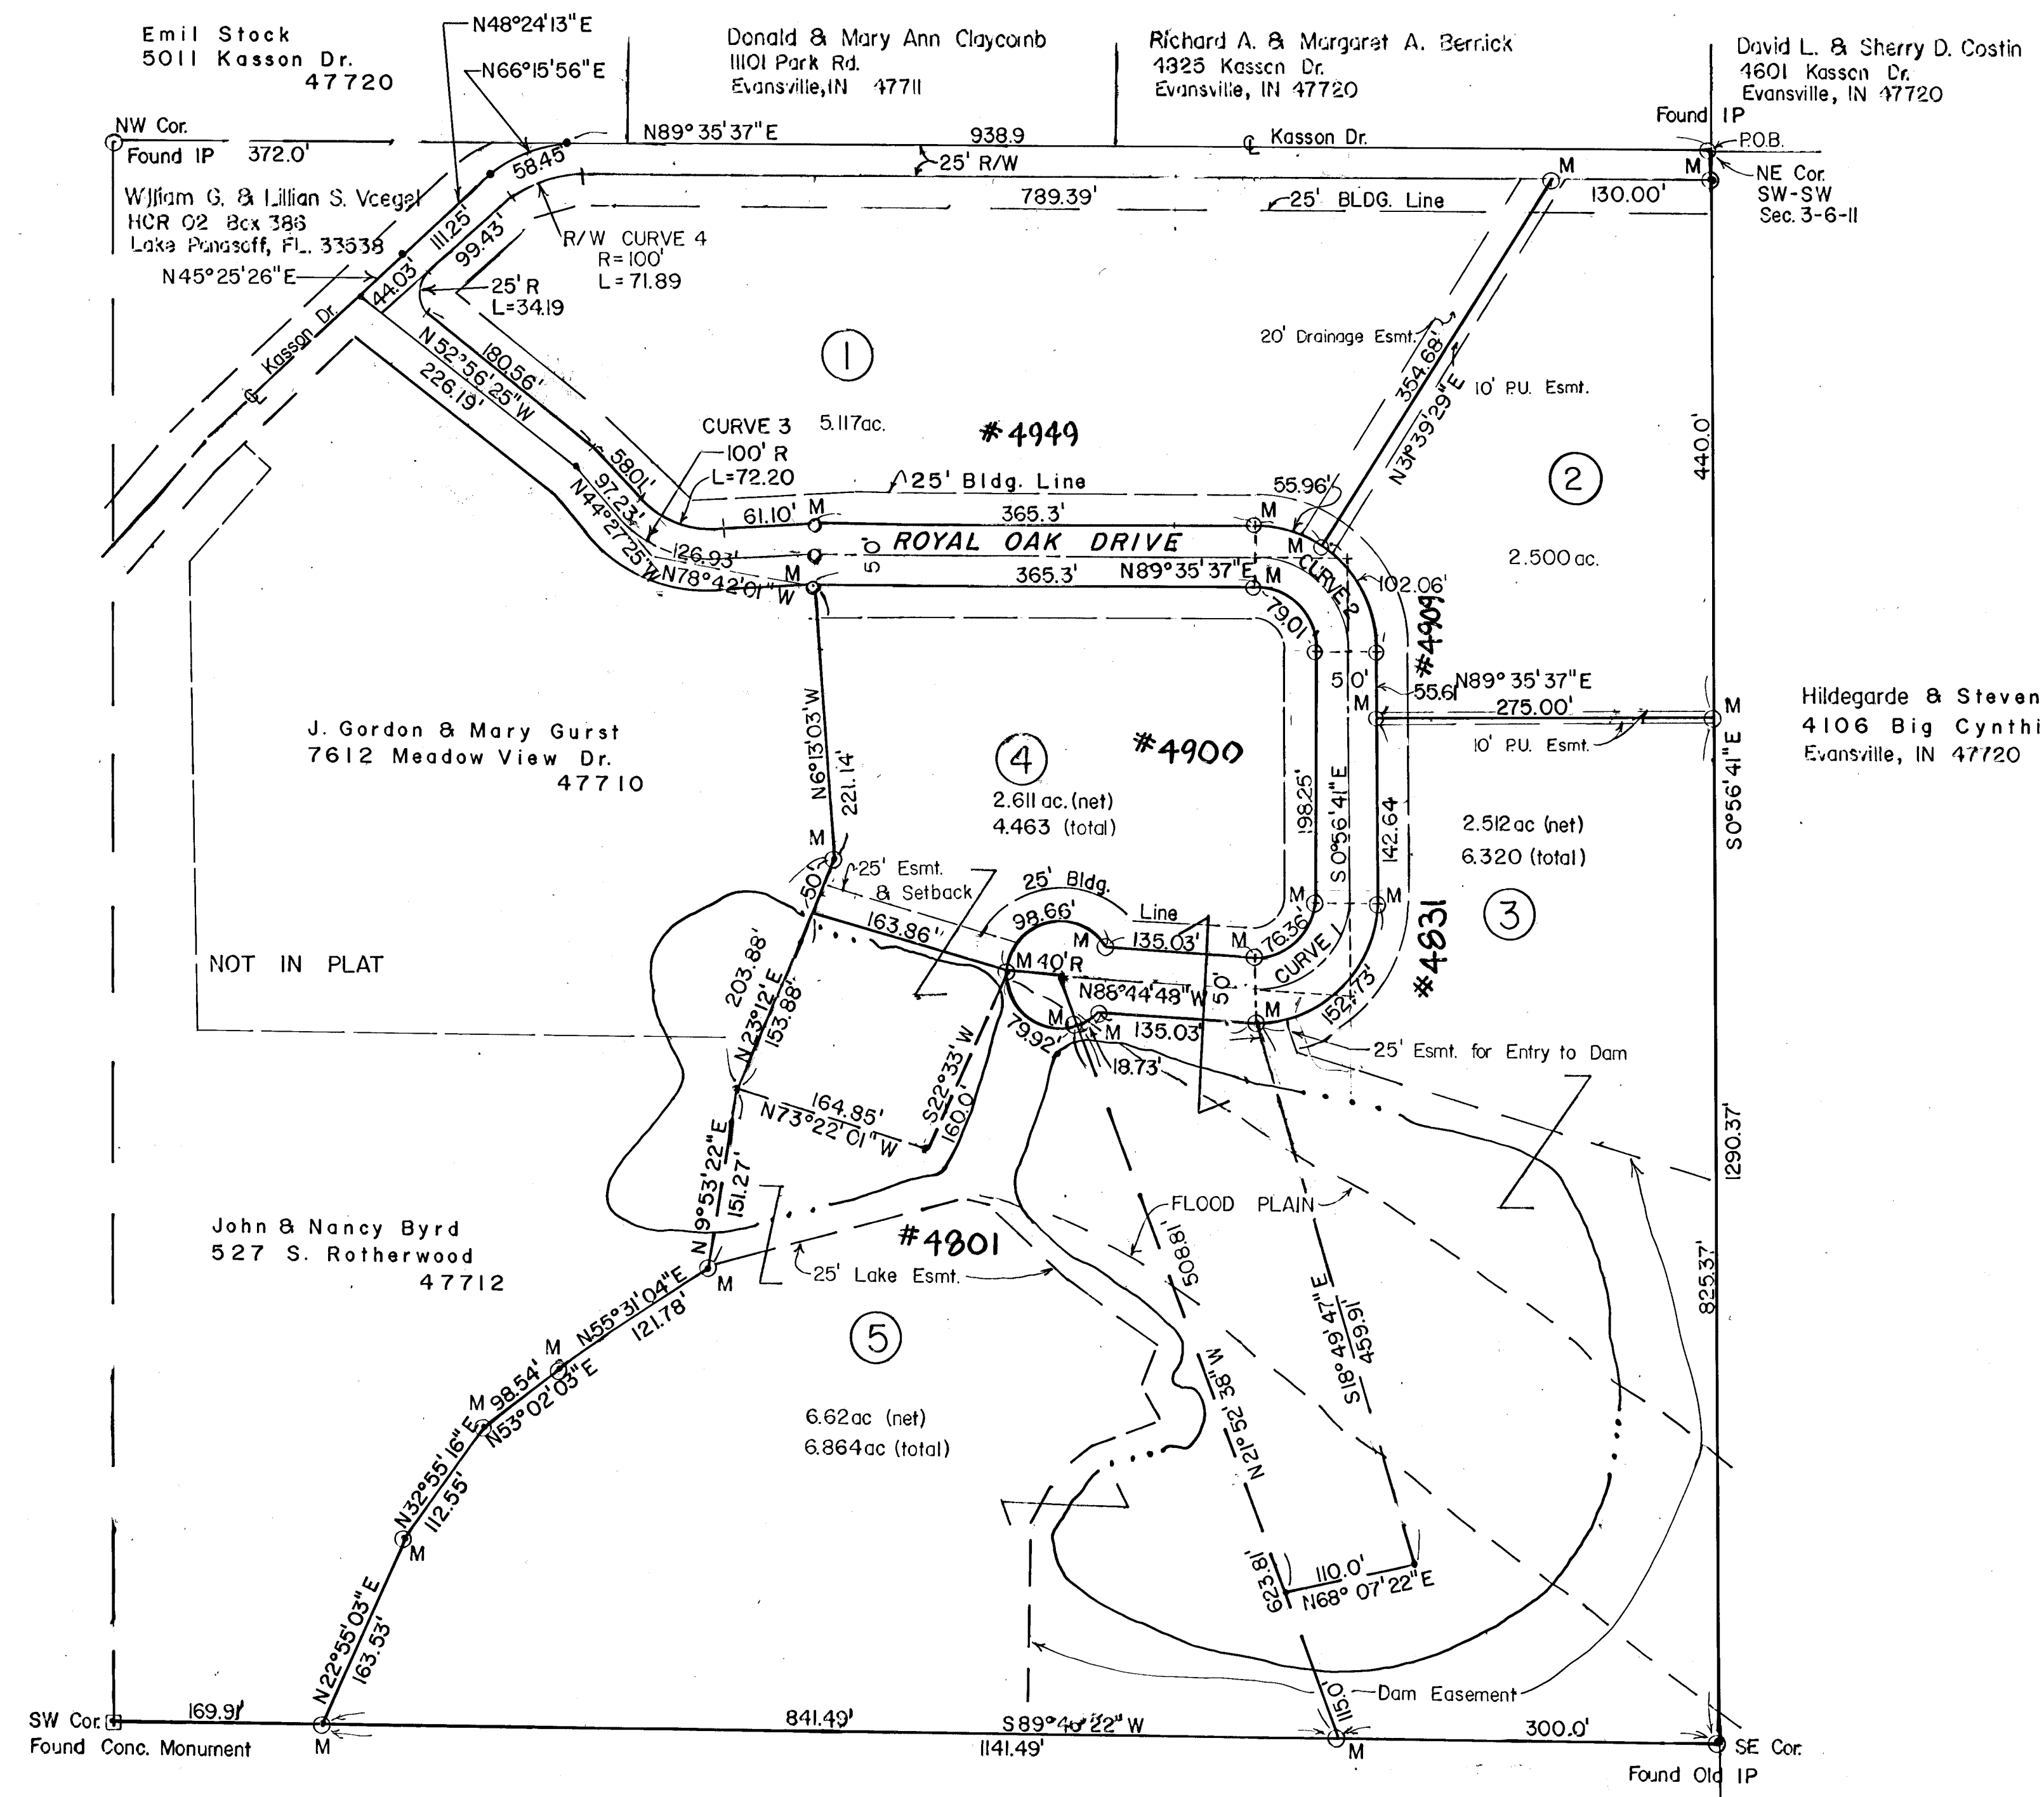 Emil Stock
5011 Kasson Dr.
47720
N48°24'13"E
N66°15'56"E
Donald & Mary Ann Claycomb
11101 Park Rd.
Evansville, IN 47711
Richard A. & Margaret A. Bernick
4825 Kasson Dr.
Evansville, IN 47720
David L. & Sherry D. Costin
4601 Kasson Dr.
Evansville, IN 47720
Found IP
P.O.B.
NW Cor.
Found IP 372.0'
N89°35'37"E
938.9
℄ Kasson Dr.
58.45'
25' R/W
M
M
NE Cor.
SW-SW
Sec. 3-6-11
William G. & Lillian S. Voegel
HCR 02 Box 386
Lake Panasoff, FL. 33538
N45°25'26"E
789.39'
25' BLDG. Line
130.00'
111.25'
99.43'
44.03'
R/W CURVE 4
R=100'
L=71.89
25' R
L=34.19
Kasson Dr.
℄
N52°56'25"W
226.19'
180.56'
1
5.117ac.
#4949
20' Drainage Esmt.
354.68'
N31°39'29"E
10' P.U. Esmt.
440.0'
2
2.500 ac.
CURVE 3
100' R
L=72.20
58.01'
97.23'
N44°27'25"W
25' Bldg. Line
55.96'
61.10'
M
365.3'
M
ROYAL OAK DRIVE
M
126.93'
50'
N78°42'01"W
M
365.3'
N89°35'37"E
M
CURVE 2
102.06'
79.01
#4909
50'
55.61
N89°35'37"E
275.00'
M
M
10' P.U. Esmt.
Hildegarde & Steven
4106 Big Cynthi
Evansville, IN 47720
J. Gordon & Mary Gurst
7612 Meadow View Dr.
47710
N6°13'03"W
221.14'
4
#4900
2.611 ac. (net)
4.463 (total)
198.25'
S0°56'41"E
142.64
2.512ac (net)
6.320 (total)
S0°56'41"E
3
#4831
M
50'
25' Esmt.
& Setback
25' Bldg.
Line
98.66'
163.86"
M
135.03'
M
M
M
76.36'
CURVE 1
M 40'R
N88°44'48"W
50'
M
152.73'
NOT IN PLAT
203.88'
N23°12'E
153.88'
79.92'
M
M
135.03'
18.73'
25' Esmt. for Entry to Dam
S22°33'W
160.0'
164.85'
N73°22'01"W
N9°53'22"E
151.27'
1290.37'
John & Nancy Byrd
527 S. Rotherwood
47712
FLOOD PLAIN
#4801
25' Lake Esmt.
508.81'
S18°49'47"E
459.91'
825.37'
M
N55°31'04"E
121.78'
5
M
98.54'
N53°02'03"E
N21°52'38"W
6.62ac (net)
6.864ac (total)
M
N32°55'16"E
112.55'
M
623.81'
110.0'
N68°07'22"E
N22°55'03"E
163.53'
115.0'
Dam Easement
SW Cor.
Found Conc. Monument
169.91'
M
841.49'
S89°46'22"W
1141.49'
M
300.0'
SE Cor.
Found Old IP